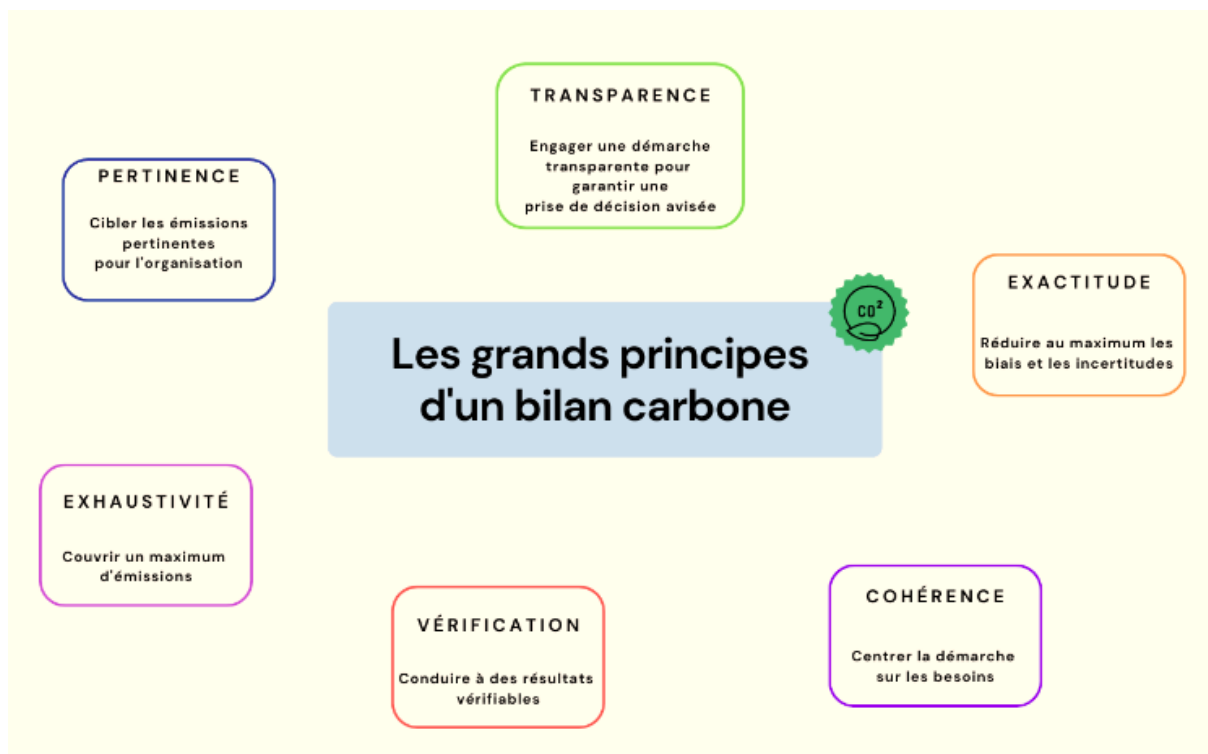 TRANSPARENCE
Engager une démarche
transparente pour
garantir une
prise de décision avisée
PERTINENCE
Cibler les émissions
pertinentes
pour l'organisation
EXACTITUDE
Réduire au maximum les
biais et les incertitudes
CO²
Les grands principes
d'un bilan carbone
EXHAUSTIVITÉ
Couvrir un maximum
d'émissions
VÉRIFICATION
Conduire à des résultats
vérifiables
COHÉRENCE
Centrer la démarche
sur les besoins